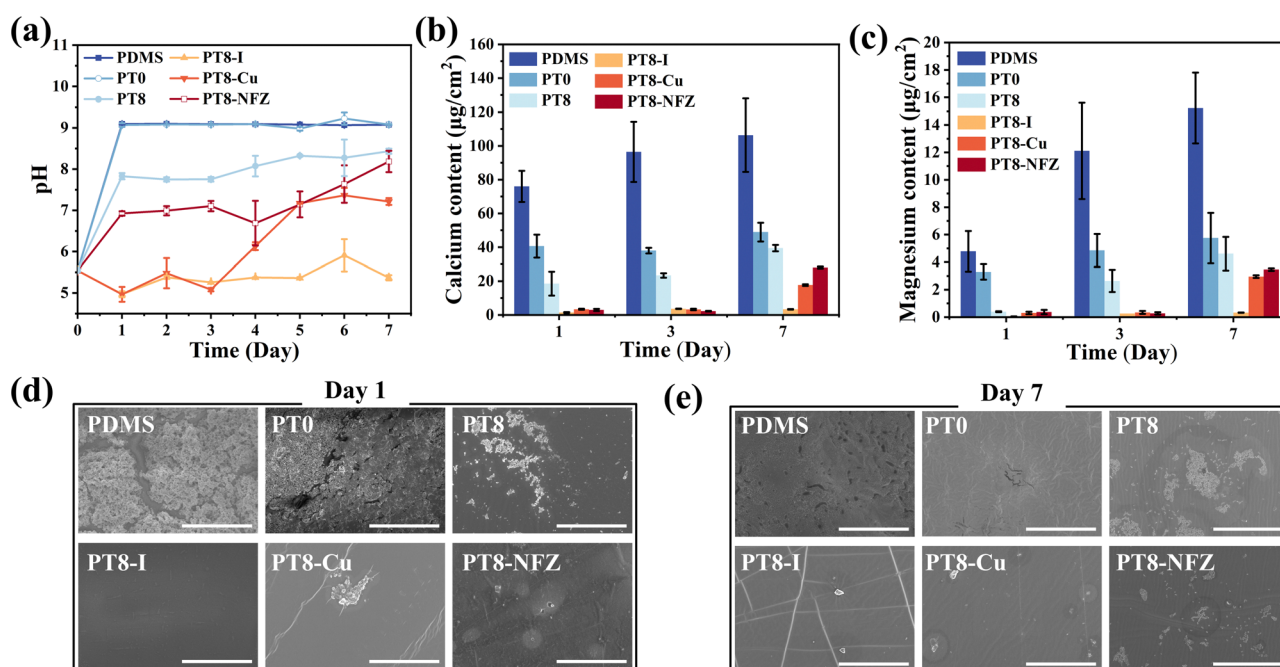 (a)
11
10
9
8
7
6
5
pH
PDMS
PT0
PT8
PT8-I
PT8-Cu
PT8-NFZ
0 1 2 3 4 5 6 7
Time (Day)
(b)
160
140
120
100
80
60
40
20
0
Calcium content (μg/cm²)
PDMS
PT0
PT8
PT8-I
PT8-Cu
PT8-NFZ
1 3 7
Time (Day)
(c)
20
18
16
14
12
10
8
6
4
2
0
Magnesium content (μg/cm²)
PDMS
PT0
PT8
PT8-I
PT8-Cu
PT8-NFZ
1 3 7
Time (Day)
(d)
Day 1
PDMS PT0 PT8
PT8-I PT8-Cu PT8-NFZ
(e)
Day 7
PDMS PT0 PT8
PT8-I PT8-Cu PT8-NFZ